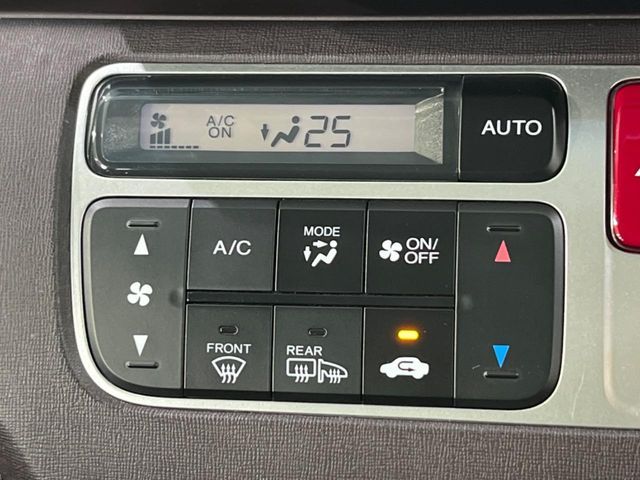 A/C
ON
25
AUTO
A/C
MODE
ON/
OFF
FRONT
REAR